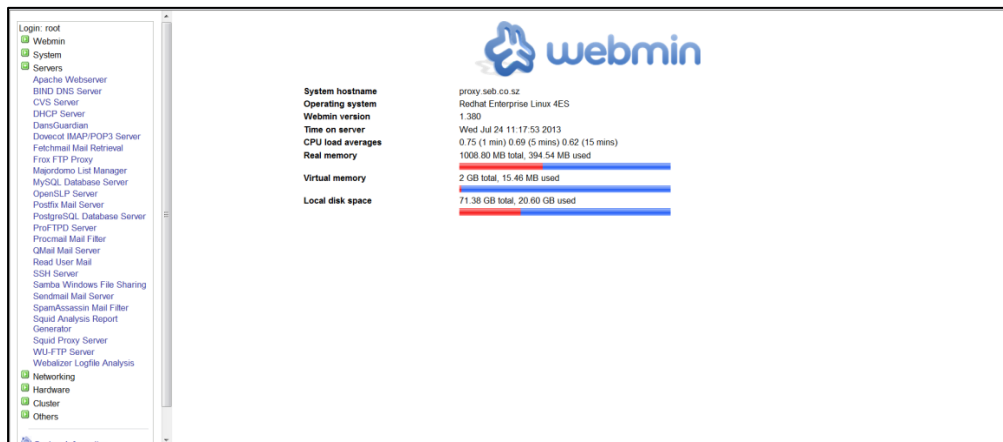 Login: root
Webmin
System
Servers
Apache Webserver
BIND DNS Server
CVS Server
DHCP Server
DansGuardian
Dovecot IMAP/POP3 Server
Fetchmail Mail Retrieval
Frox FTP Proxy
Majordomo List Manager
MySQL Database Server
OpenSLP Server
Postfix Mail Server
PostgreSQL Database Server
ProFTPD Server
Procmail Mail Filter
QMail Mail Server
Read User Mail
SSH Server
Samba Windows File Sharing
Sendmail Mail Server
SpamAssassin Mail Filter
Squid Analysis Report
Generator
Squid Proxy Server
WU-FTP Server
Webalizer Logfile Analysis
Networking
Hardware
Cluster
Others
webmin
System hostname proxy.seb.co.sz
Operating system Redhat Enterprise Linux 4ES
Webmin version 1.380
Time on server Wed Jul 24 11:17:53 2013
CPU load averages 0.75 (1 min) 0.69 (5 mins) 0.62 (15 mins)
Real memory 1008.80 MB total, 394.54 MB used
Virtual memory 2 GB total, 15.46 MB used
Local disk space 71.38 GB total, 20.60 GB used